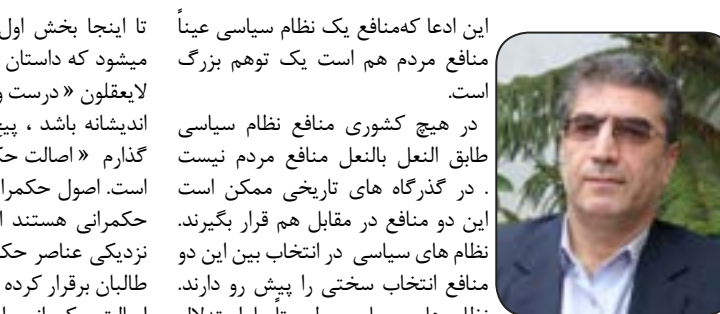 این ادعا که‌منافع یک نظام سیاسی عیناً
منافع مردم هم است یک توهم بزرگ
است.
در هیچ کشوری منافع نظام سیاسی
طابق النعل بالنعل منافع مردم نیست
. در گذرگاه های تاریخی ممکن است
این دو منافع در مقابل هم قرار بگیرند.
نظام های سیاسی در انتخاب بین این دو
منافع انتخاب سختی را پیش رو دارند.
تا اینجا بخش اول
میشود که داستان
لایعقلون « درست و
اندیشانه باشد ، پیچ
گذارم « اصالت حک
است. اصول حکمرا
حکمرانی هستند ا
نزدیکی عناصر حک
طالبان برقرار کرده